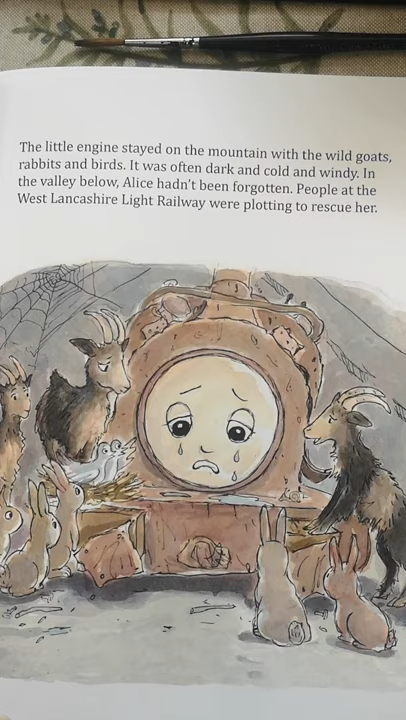 The little engine stayed on the mountain with the wild goats,
rabbits and birds. It was often dark and cold and windy. In
the valley below, Alice hadn't been forgotten. People at the
West Lancashire Light Railway were plotting to rescue her.